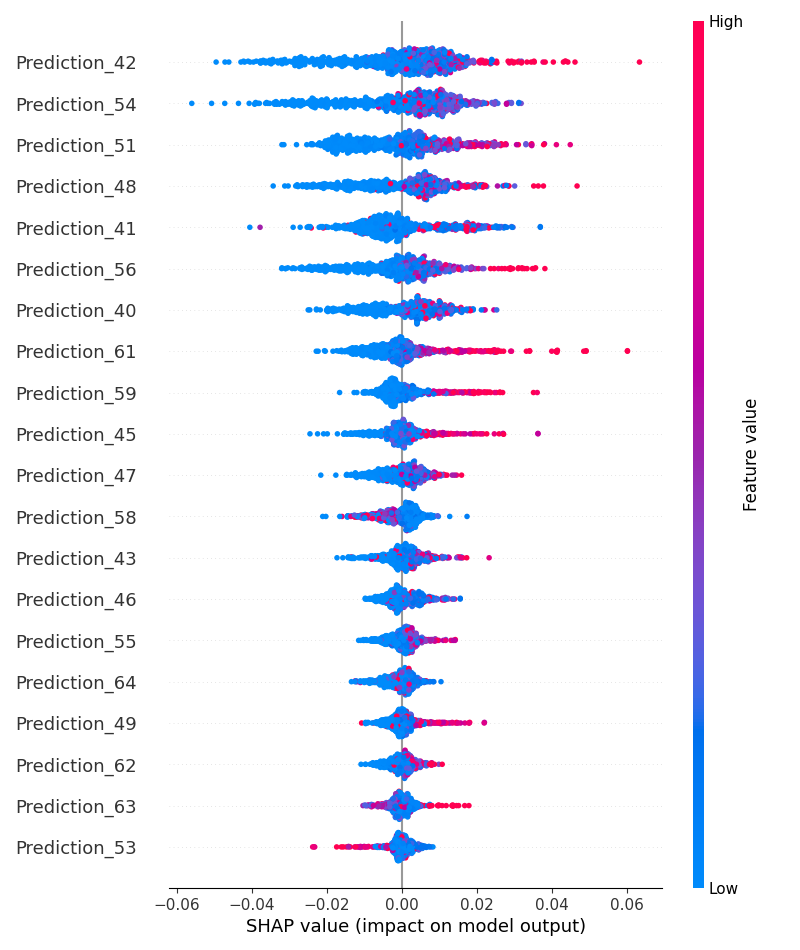 High
Prediction_42
Prediction_54
Prediction_51
Prediction_48
Prediction_41
Prediction_56
Prediction_40
Prediction_61
Prediction_59
Prediction_45
Prediction_47
Prediction_58
Prediction_43
Prediction_46
Prediction_55
Prediction_64
Prediction_49
Prediction_62
Prediction_63
Prediction_53
Feature value
Low
−0.06 −0.04 −0.02 0.00 0.02 0.04 0.06
SHAP value (impact on model output)